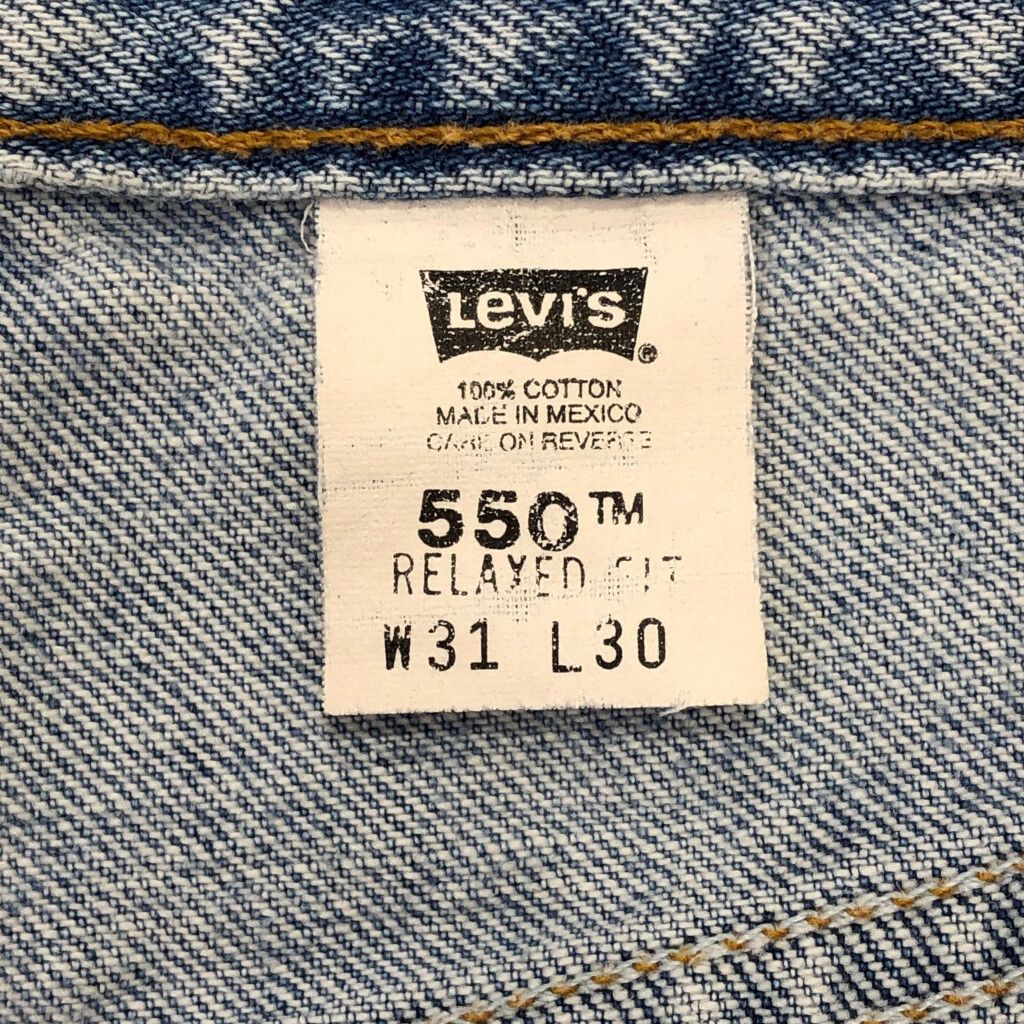 Levi's®
100% COTTON
MADE IN MEXICO
CARE ON REVERSE
550™
RELAXED FIT
W31 L30